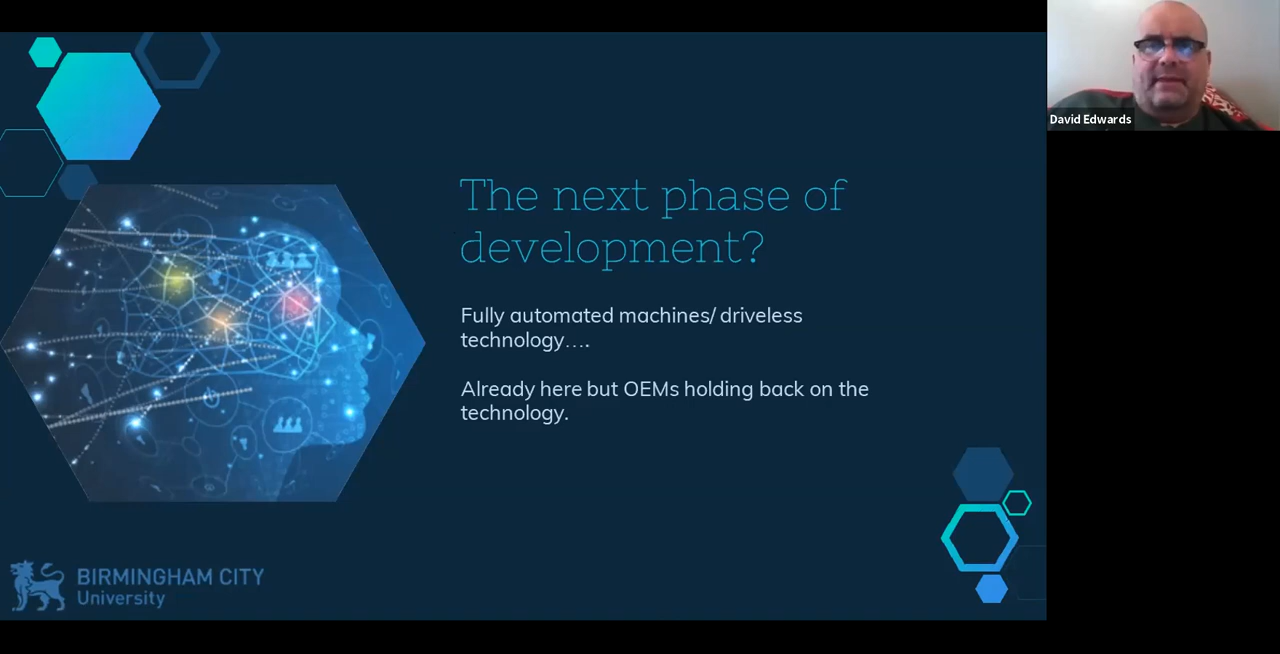 David Edwards
The next phase of
development?
Fully automated machines/ driveless
technology….
Already here but OEMs holding back on the
technology.
BIRMINGHAM CITY
University